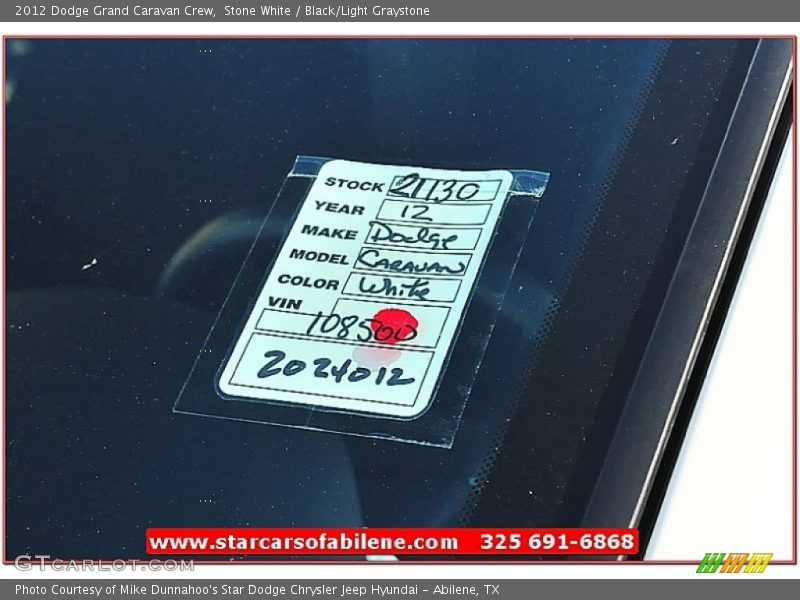 2012 Dodge Grand Caravan Crew,  Stone White / Black/Light Graystone
STOCK 21130
YEAR 12
MAKE Dodge
MODEL CARAVAN
COLOR White
VIN
108500
2024012
www.starcarsofabilene.com   325 691-6868
GTCARLOT.COM
Photo Courtesy of Mike Dunnahoo's Star Dodge Chrysler Jeep Hyundai – Abilene, TX